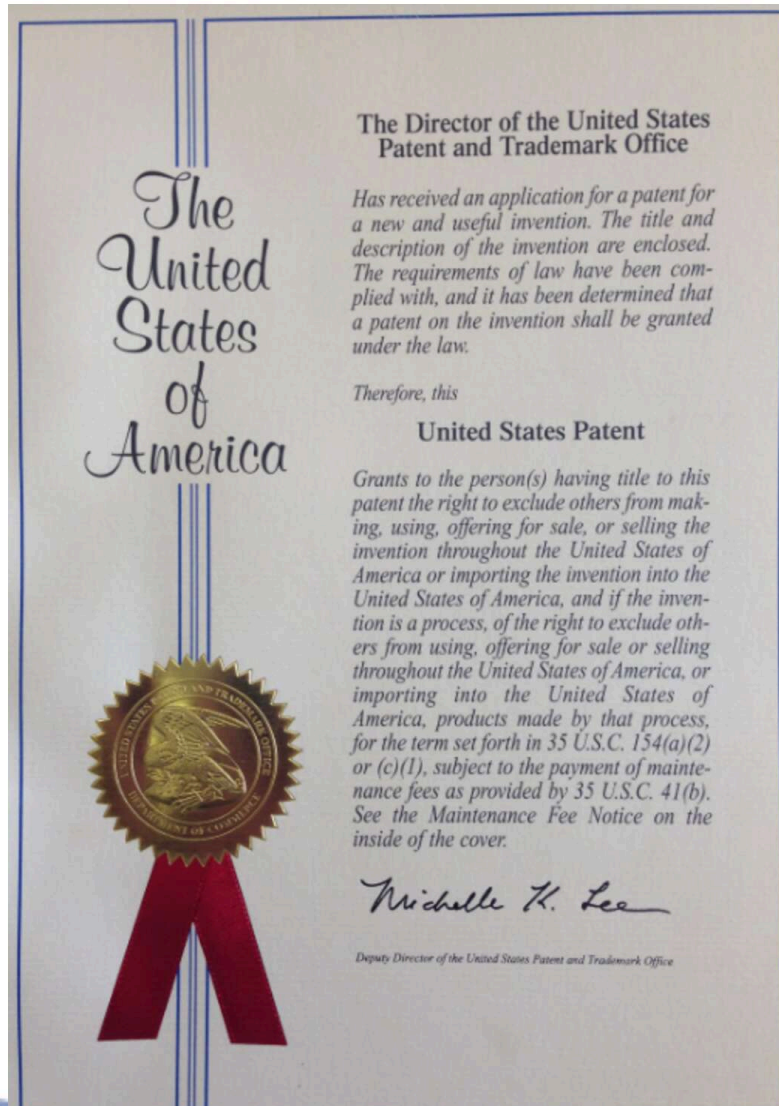 The
United
States
of
America
The Director of the United States
Patent and Trademark Office
Has received an application for a patent for
a new and useful invention. The title and
description of the invention are enclosed.
The requirements of law have been com-
plied with, and it has been determined that
a patent on the invention shall be granted
under the law.
Therefore, this
United States Patent
Grants to the person(s) having title to this
patent the right to exclude others from mak-
ing, using, offering for sale, or selling the
invention throughout the United States of
America or importing the invention into the
United States of America, and if the inven-
tion is a process, of the right to exclude oth-
ers from using, offering for sale or selling
throughout the United States of America, or
importing into the United States of
America, products made by that process,
for the term set forth in 35 U.S.C. 154(a)(2)
or (c)(1), subject to the payment of mainte-
nance fees as provided by 35 U.S.C. 41(b).
See the Maintenance Fee Notice on the
inside of the cover.
Michelle K. Lee
Deputy Director of the United States Patent and Trademark Office
UNITED STATES PATENT AND TRADEMARK OFFICE
DEPARTMENT OF COMMERCE